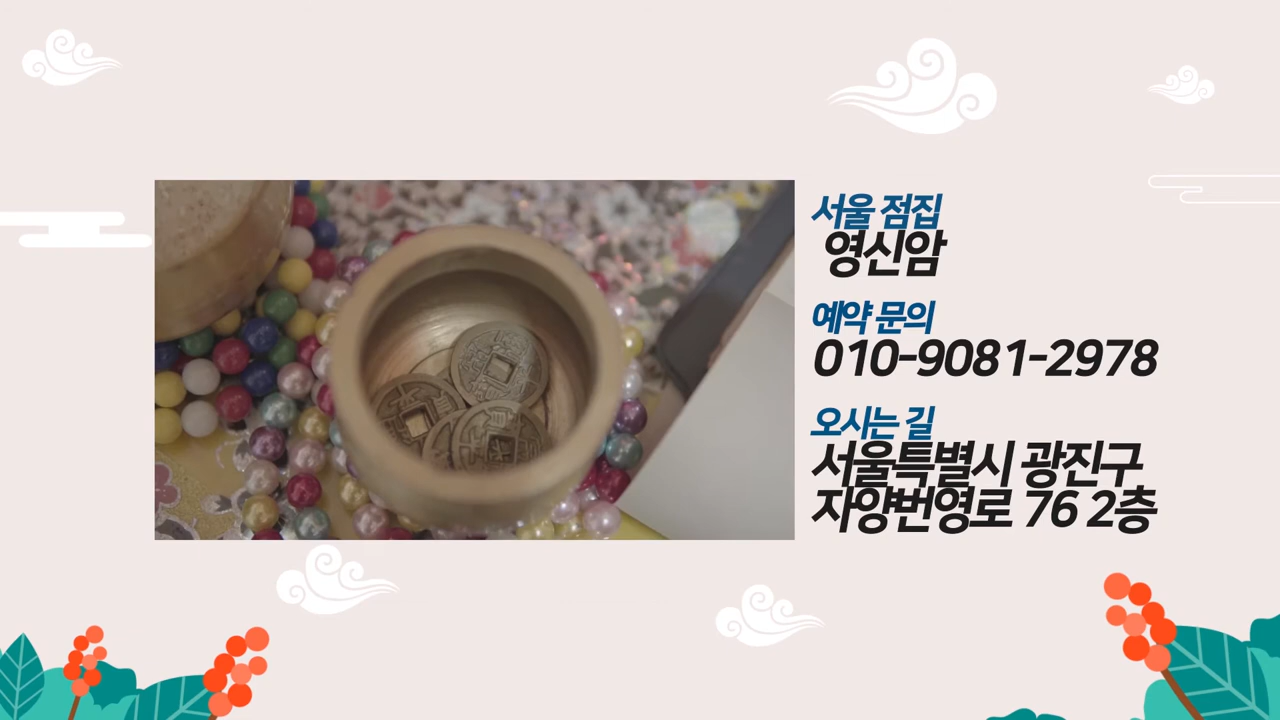 서울 점집
영신암
예약 문의
010-9081-2978
오시는 길
서울특별시 광진구
자양번영로 76 2층